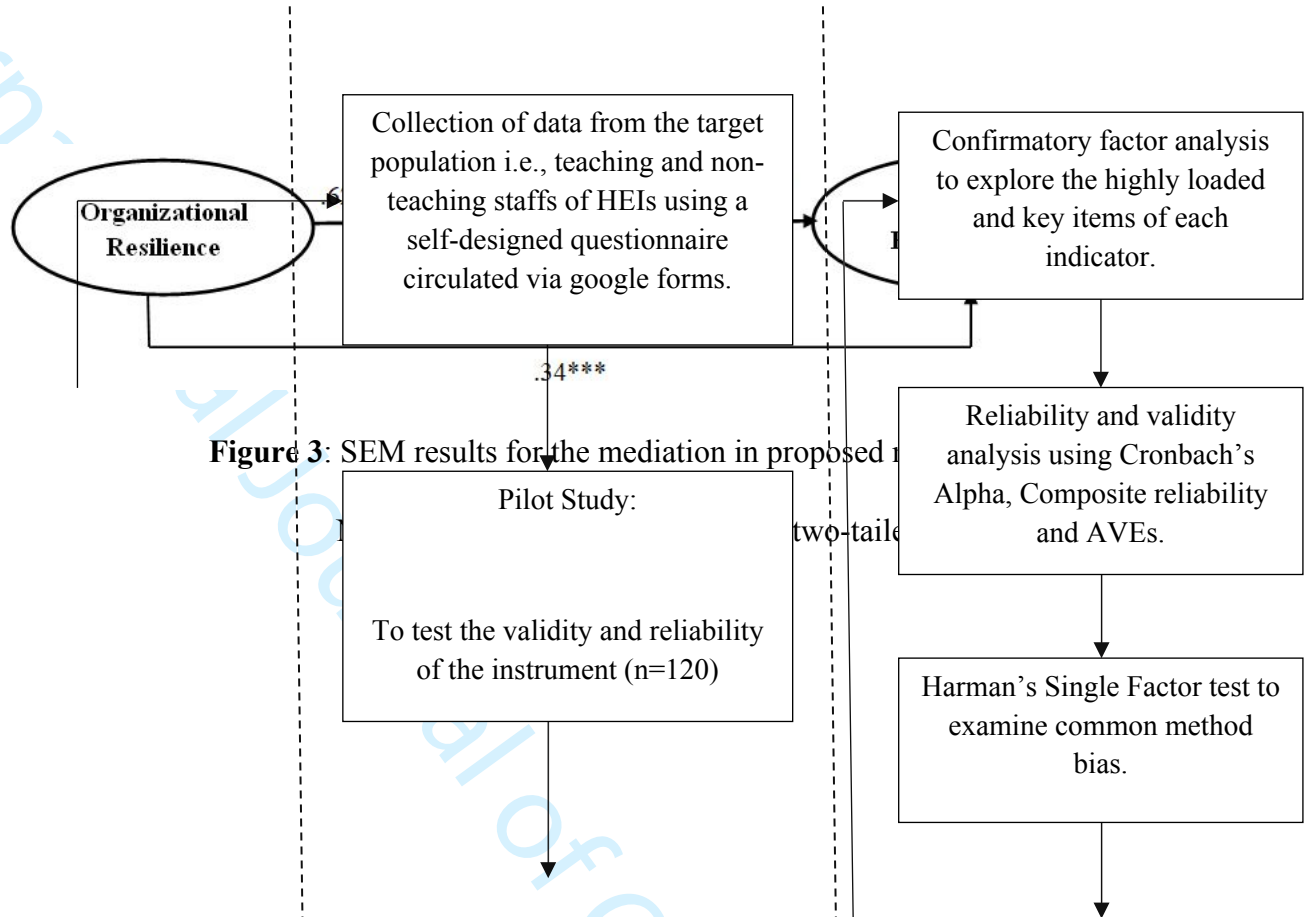 Collection of data from the target
population i.e., teaching and non-
teaching staffs of HEIs using a
self-designed questionnaire
circulated via google forms.
Confirmatory factor analysis
to explore the highly loaded
and key items of each
indicator.
Organizational
Resilience
.34***
Figure 3: SEM results for the mediation in proposed
Pilot Study:
two-taile
To test the validity and reliability
of the instrument (n=120)
Reliability and validity
analysis using Cronbach’s
Alpha, Composite reliability
and AVEs.
Harman’s Single Factor test to
examine common method
bias.